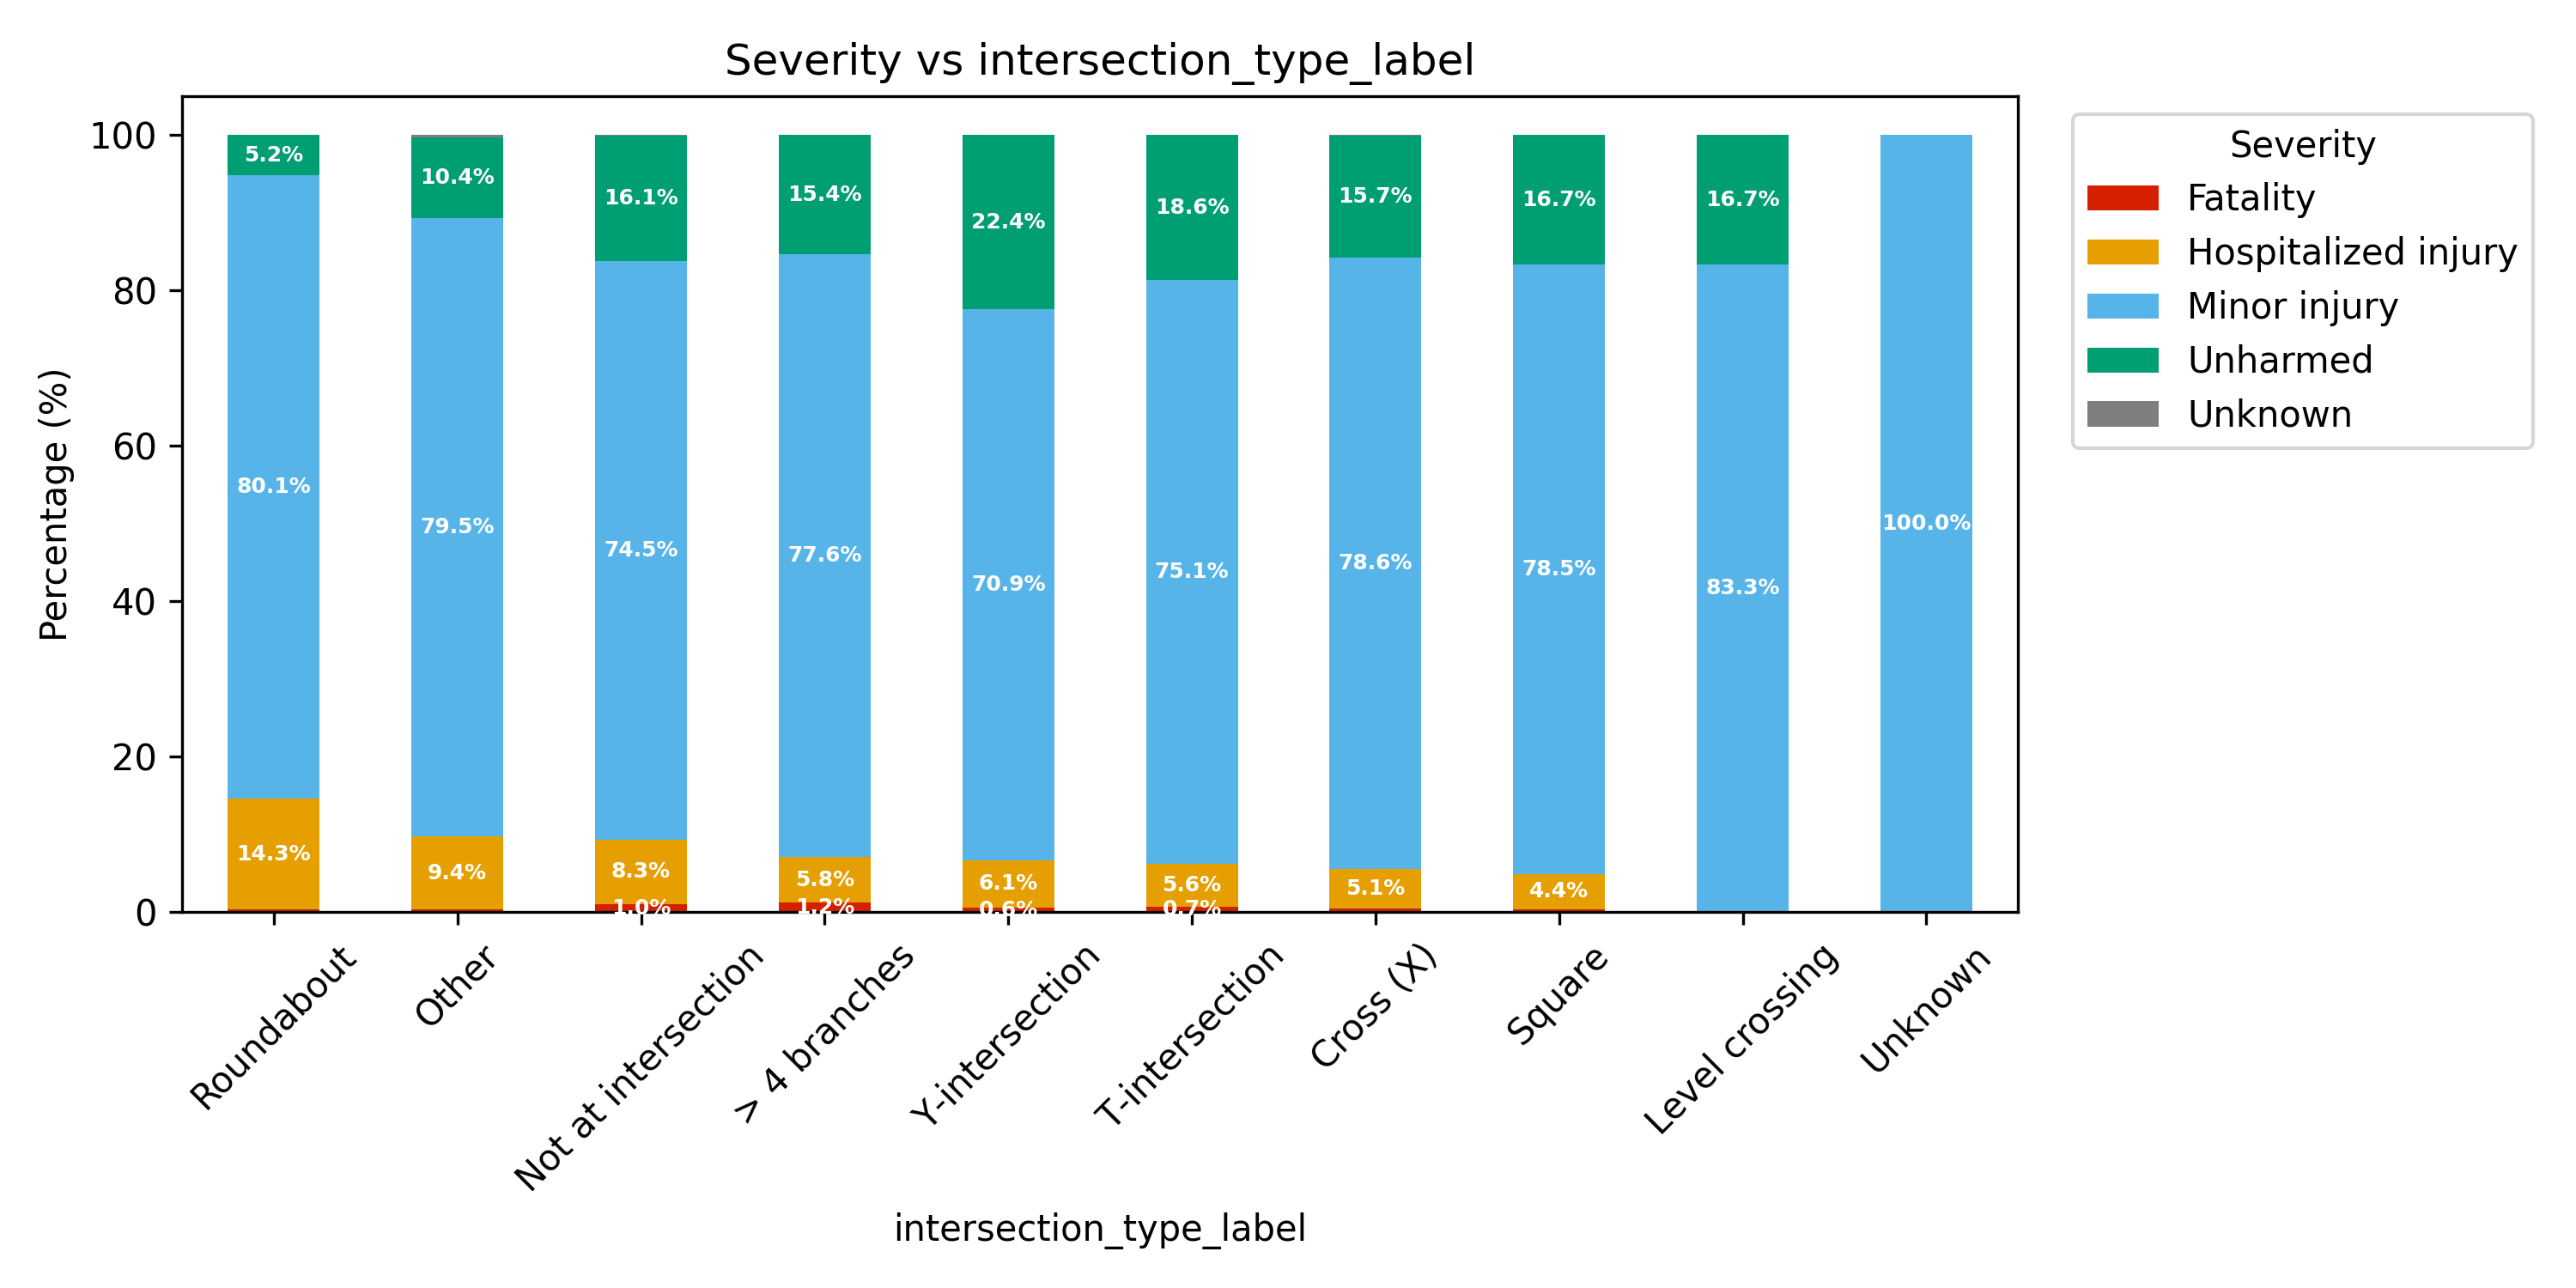 Severity vs intersection_type_label
Percentage (%)
100
80
60
40
20
0
5.2%
80.1%
14.3%
10.4%
79.5%
9.4%
16.1%
74.5%
8.3%
1.0%
15.4%
77.6%
5.8%
1.2%
22.4%
70.9%
6.1%
0.6%
18.6%
75.1%
5.6%
0.7%
15.7%
78.6%
5.1%
16.7%
78.5%
4.4%
16.7%
83.3%
100.0%
Roundabout
Other
Not at intersection
> 4 branches
Y-intersection
T-intersection
Cross (X)
Square
Level crossing
Unknown
intersection_type_label
Severity
Fatality
Hospitalized injury
Minor injury
Unharmed
Unknown